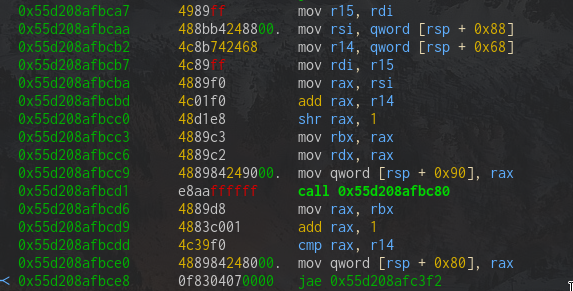 0x55d208afbca7 4989ff mov r15, rdi
0x55d208afbcaa 488bb4248800. mov rsi, qword [rsp + 0x88]
0x55d208afbcb2 4c8b742468 mov r14, qword [rsp + 0x68]
0x55d208afbcb7 4c89ff mov rdi, r15
0x55d208afbcba 4889f0 mov rax, rsi
0x55d208afbcbd 4c01f0 add rax, r14
0x55d208afbcc0 48d1e8 shr rax, 1
0x55d208afbcc3 4889c3 mov rbx, rax
0x55d208afbcc6 4889c2 mov rdx, rax
0x55d208afbcc9 488984249000. mov qword [rsp + 0x90], rax
0x55d208afbcd1 e8aaffffff call 0x55d208afbc80
0x55d208afbcd6 4889d8 mov rax, rbx
0x55d208afbcd9 4883c001 add rax, 1
0x55d208afbcdd 4c39f0 cmp rax, r14
0x55d208afbce0 488984248000. mov qword [rsp + 0x80], rax
< 0x55d208afbce8 0f8304070000 jae 0x55d208afc3f2